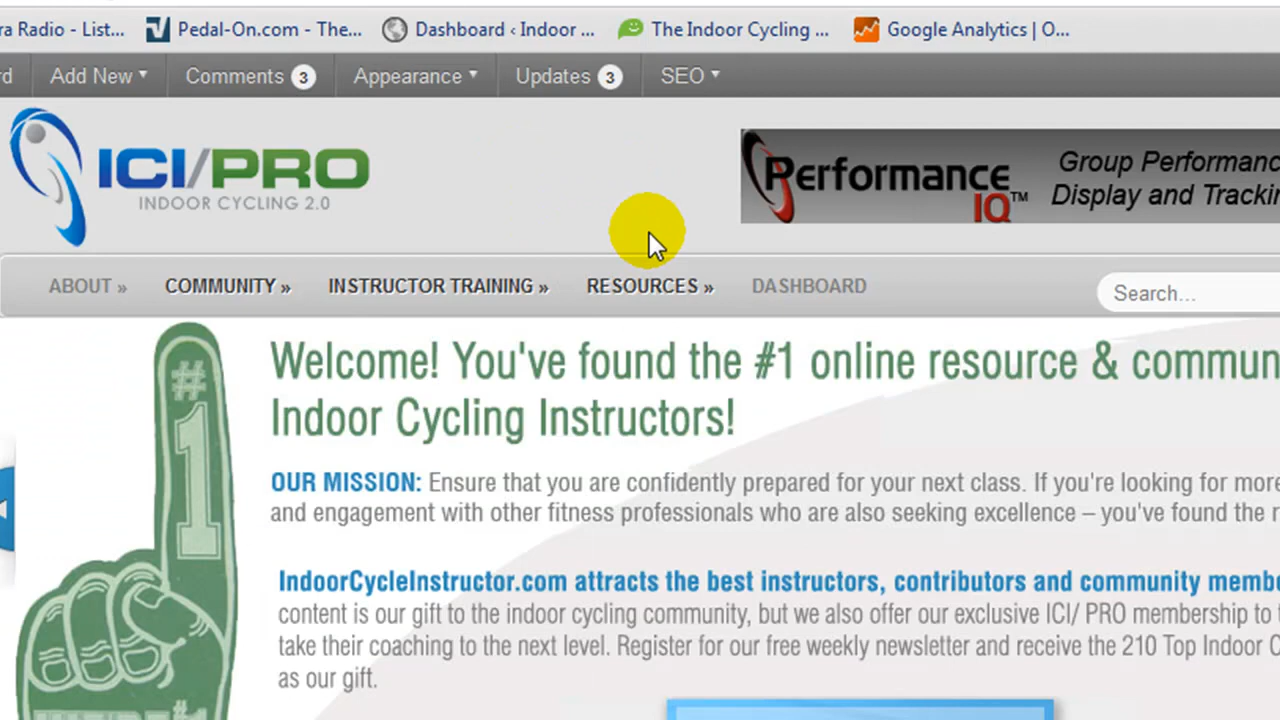 ra Radio - List... Pedal-On.com - The... Dashboard ‹ Indoor ... The Indoor Cycling ... Google Analytics | O...
rd Add New Comments 3 Appearance Updates 3 SEO
ICI/PRO
INDOOR CYCLING 2.0
Performance IQ™
Group Performanc
Display and Trackin
ABOUT » COMMUNITY » INSTRUCTOR TRAINING » RESOURCES » DASHBOARD Search...
#1
Welcome! You've found the #1 online resource & commun
Indoor Cycling Instructors!
OUR MISSION: Ensure that you are confidently prepared for your next class. If you're looking for more
and engagement with other fitness professionals who are also seeking excellence – you've found the r
IndoorCycleInstructor.com attracts the best instructors, contributors and community memb
content is our gift to the indoor cycling community, but we also offer our exclusive ICI/ PRO membership to
take their coaching to the next level. Register for our free weekly newsletter and receive the 210 Top Indoor C
as our gift.